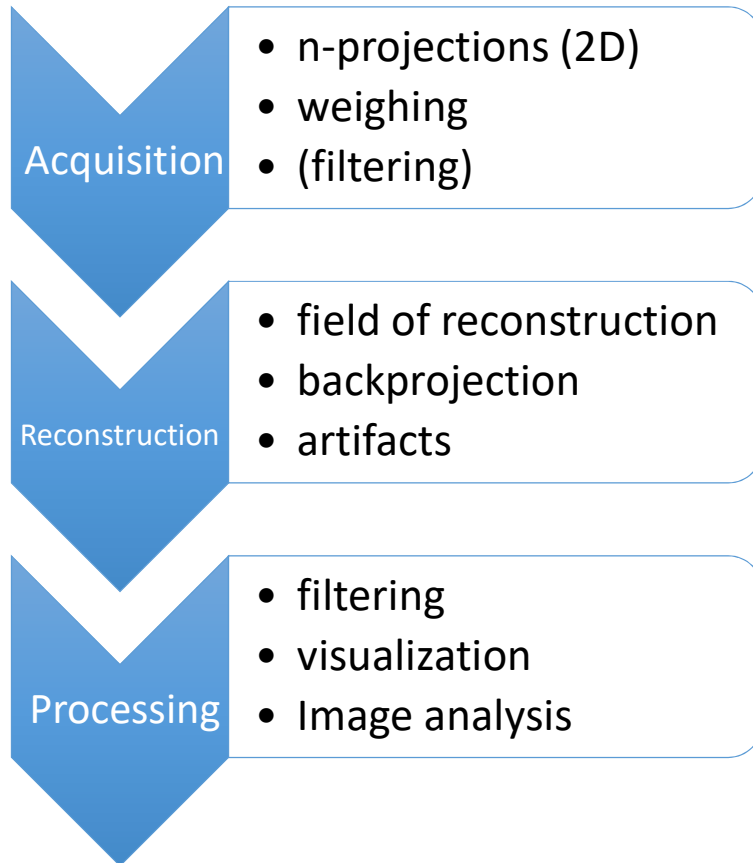 Acquisition
• n-projections (2D)
• weighing
• (filtering)
Reconstruction
• field of reconstruction
• backprojection
• artifacts
Processing
• filtering
• visualization
• Image analysis